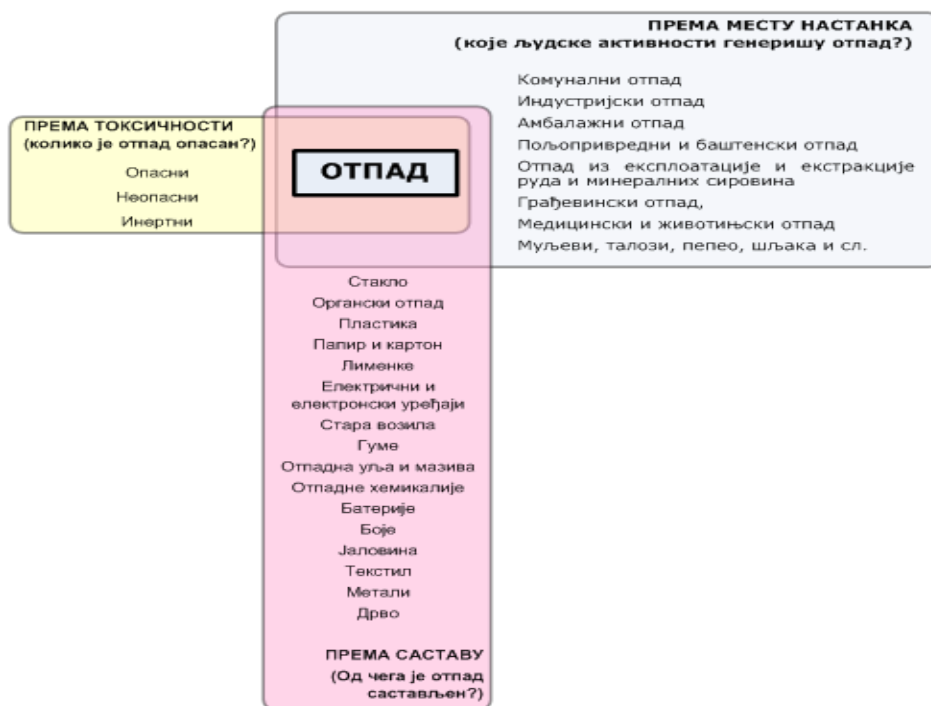 ПРЕМА МЕСТУ НАСТАНКА
(које људске активности генеришу отпад?)
Комунални отпад
Индустријски отпад
Амбалажни отпад
Пољопривредни и баштенски отпад
Отпад из експлоатације и екстракције
руда и минералних сировина
Грађевински отпад,
Медицински и животињски отпад
Муљеви, талози, пепео, шљака и сл.
ПРЕМА ТОКСИЧНОСТИ
(колико је отпад опасан?)
Опасни
Неопасни
Инертни
ОТПАД
Стакло
Органски отпад
Пластика
Папир и картон
Лименке
Електрични и
електронски уређаји
Стара возила
Гуме
Отпадна уља и мазива
Отпадне хемикалије
Батерије
Боје
Јаловина
Текстил
Метали
Дрво
ПРЕМА САСТАВУ
(Од чега је отпад
састављен?)